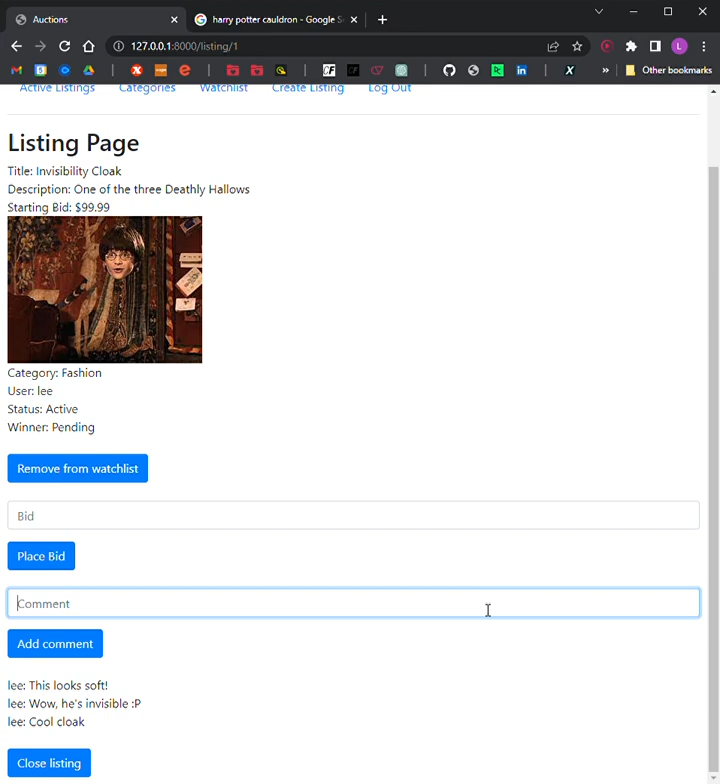 Auctions
harry potter cauldron - Google S
127.0.0.1:8000/listing/1
L
CF
CF
in
X
»
Other bookmarks
Active Listings Categories Watchlist Create Listing Log Out
Listing Page
Title: Invisibility Cloak
Description: One of the three Deathly Hallows
Starting Bid: $99.99
Category: Fashion
User: lee
Status: Active
Winner: Pending
Remove from watchlist
Bid
Place Bid
Comment
Add comment
lee: This looks soft!
lee: Wow, he's invisible :P
lee: Cool cloak
Close listing